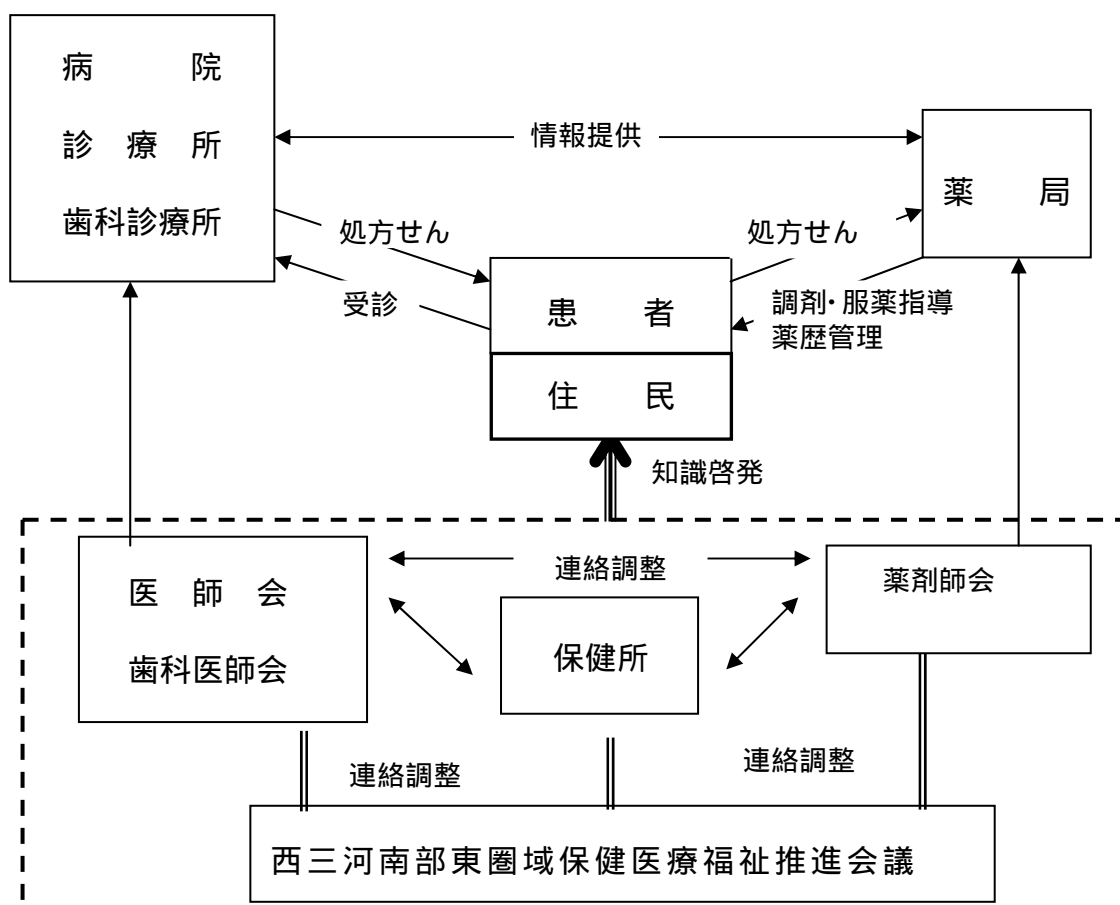 病院
診療所
歯科診療所
情報提供
薬局
処方せん
処方せん
受診
患者
調剤・服薬指導
薬歴管理
住民
知識啓発
連絡調整
医師会
歯科医師会
保健所
薬剤師会
連絡調整
連絡調整
西三河南部東圏域保健医療福祉推進会議